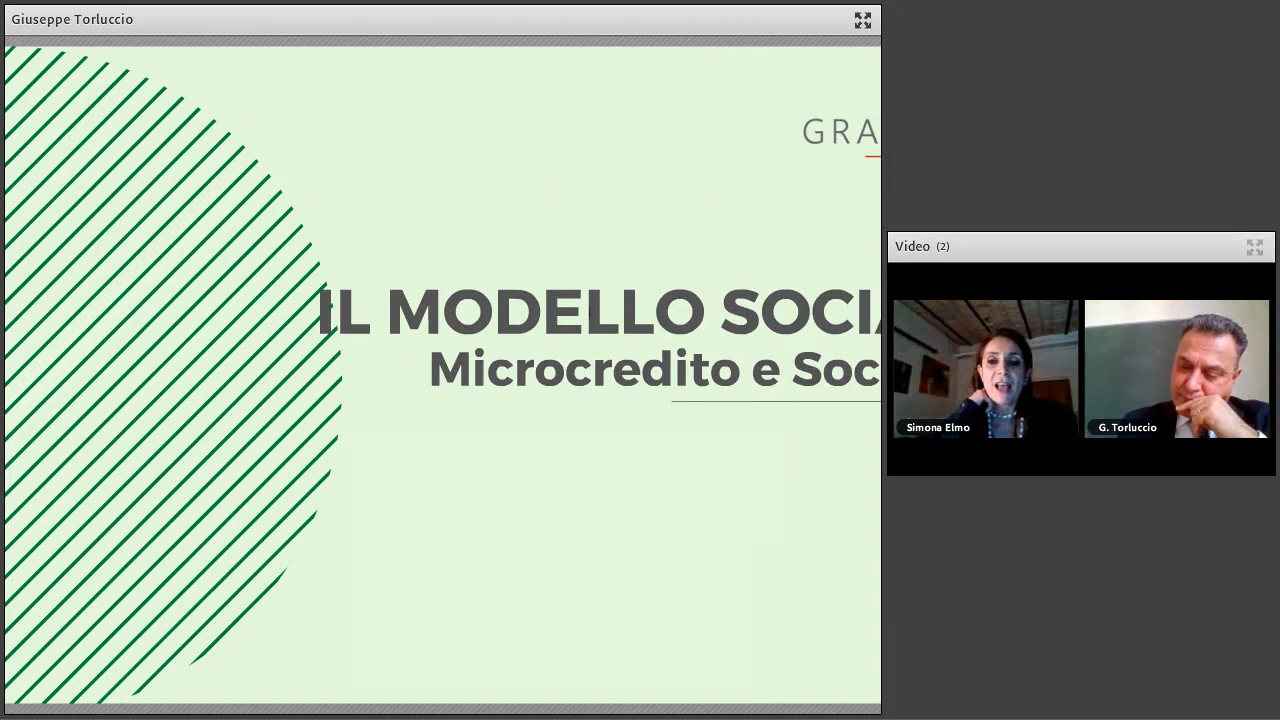 Giuseppe Torluccio
GRA
IL MODELLO SOCI
Microcredito e Soc
Video (2)
Simona Elmo
G. Torluccio